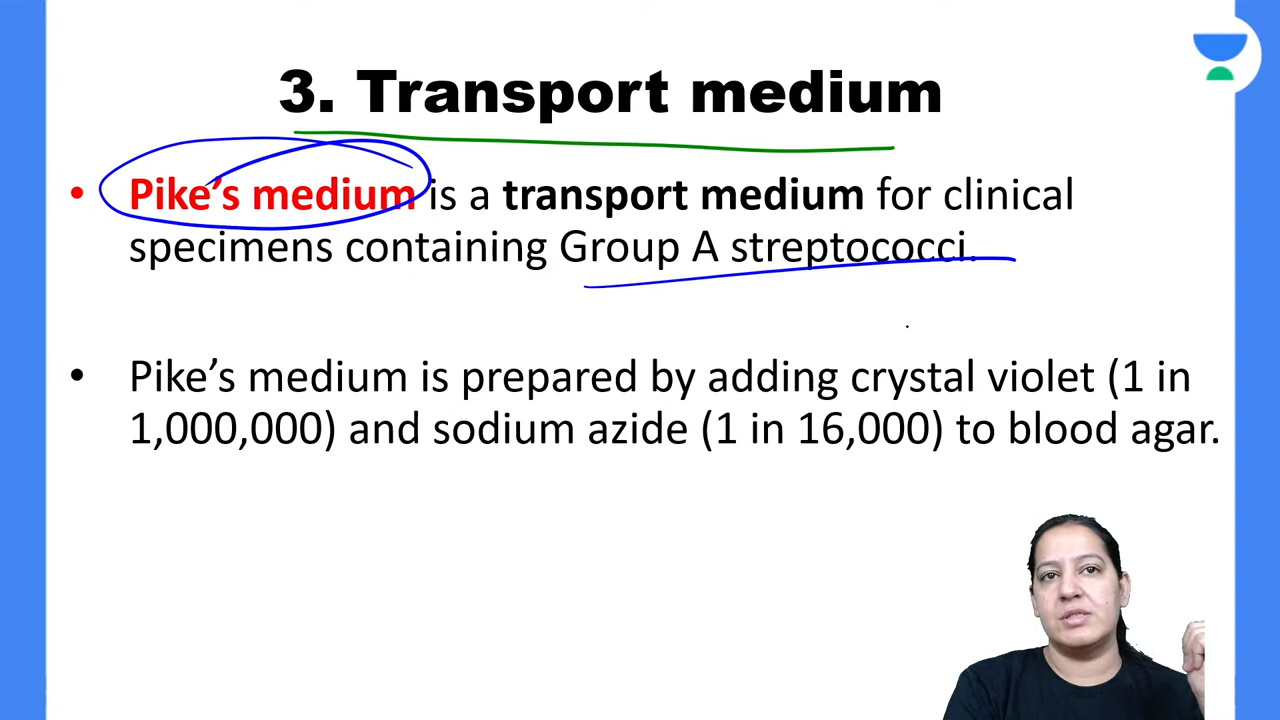 3. Transport medium
• Pike’s medium is a transport medium for clinical
specimens containing Group A streptococci.
• Pike’s medium is prepared by adding crystal violet (1 in
1,000,000) and sodium azide (1 in 16,000) to blood agar.